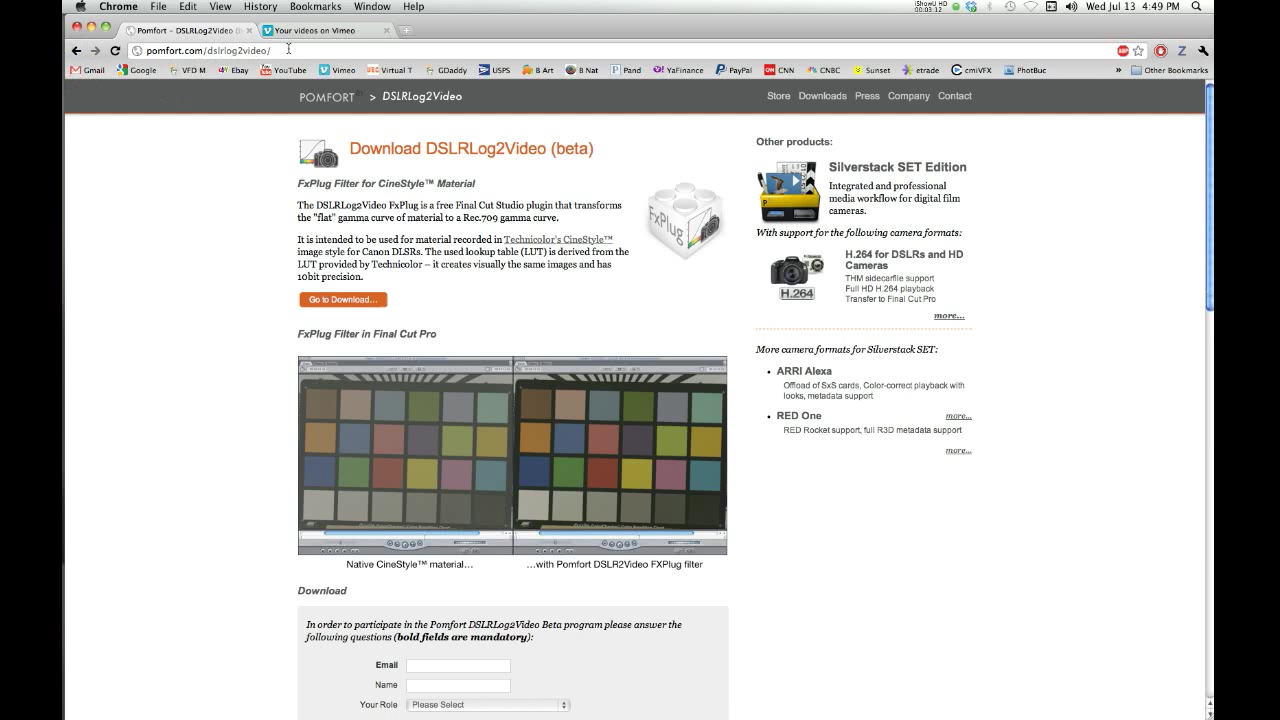 Chrome File Edit View History Bookmarks Window Help
iShowU HD
00:03:12
Wed Jul 13 4:49 PM
Pomfort – DSLRLog2Video (
Your videos on Vimeo
pomfort.com/dslrlog2video/
Gmail Google VFD M Ebay YouTube Vimeo Virtual T GDaddy USPS B Art B Nat Pand YaFinance PayPal CNN CNBC Sunset etrade cmiVFX PhotBuc » Other Bookmarks
POMFORT > DSLRLog2Video
Store Downloads Press Company Contact
Download DSLRLog2Video (beta)
FxPlug Filter for CineStyle™ Material
The DSLRLog2Video FxPlug is a free Final Cut Studio plugin that transforms
the "flat" gamma curve of material to a Rec.709 gamma curve.
It is intended to be used for material recorded in Technicolor's CineStyle™
image style for Canon DLSRs. The used lookup table (LUT) is derived from the
LUT provided by Technicolor – it creates visually the same images and has
10bit precision.
FxPlug
Go to Download...
FxPlug Filter in Final Cut Pro
Native CineStyle™ material...
...with Pomfort DSLR2Video FXPlug filter
Download
In order to participate in the Pomfort DSLRLog2Video Beta program please answer the
following questions (bold fields are mandatory):
Email
Name
Your Role Please Select
Other products:
Silverstack SET Edition
Integrated and professional
media workflow for digital film
cameras.
With support for the following camera formats:
H.264 for DSLRs and HD
Cameras
THM sidecarfile support
Full HD H.264 playback
Transfer to Final Cut Pro
H.264
more...
More camera formats for Silverstack SET:
• ARRI Alexa
Offload of SxS cards, Color-correct playback with
looks, metadata support
• RED One
more...
RED Rocket support, full R3D metadata support
more...